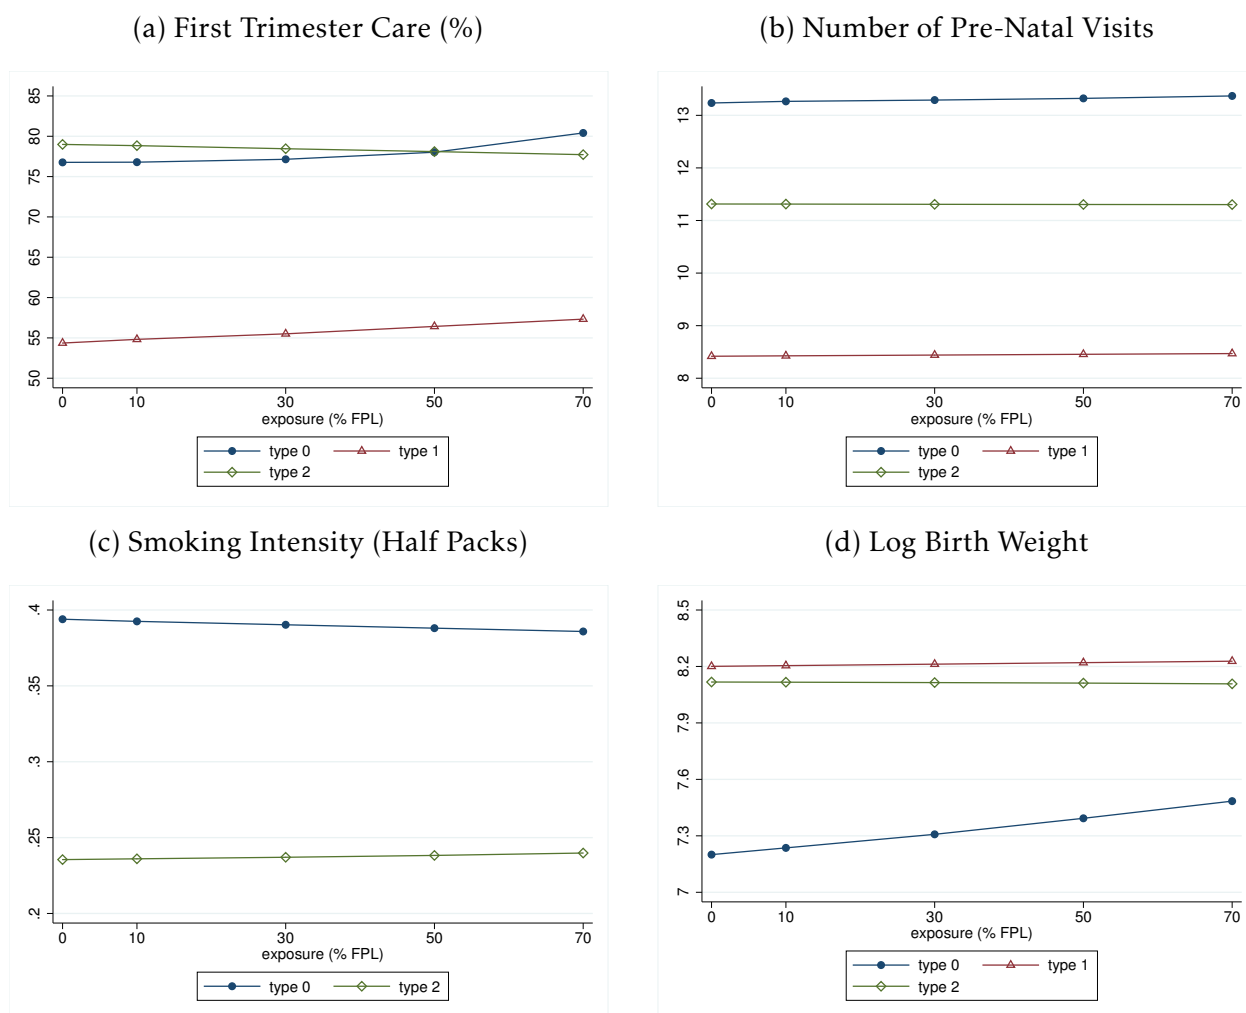 (a) First Trimester Care (%)
85
80
75
70
65
60
55
50
0 10 30 50 70
exposure (% FPL)
type 0 type 1
type 2
(b) Number of Pre-Natal Visits
13
12
11
10
9
8
0 10 30 50 70
exposure (% FPL)
type 0 type 1
type 2
(c) Smoking Intensity (Half Packs)
.4
.35
.3
.25
.2
0 10 30 50 70
exposure (% FPL)
type 0 type 2
(d) Log Birth Weight
8.5
8.2
7.9
7.6
7.3
7
0 10 30 50 70
exposure (% FPL)
type 0 type 1
type 2